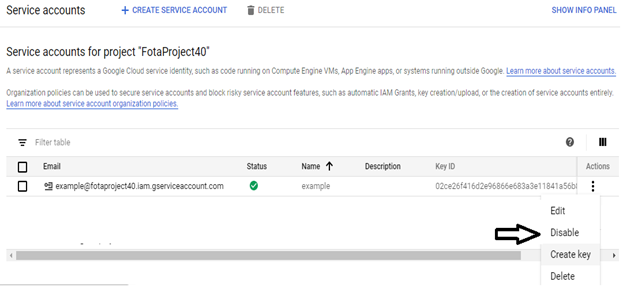 Service accounts + CREATE SERVICE ACCOUNT DELETE SHOW INFO PANEL
Service accounts for project "FotaProject40"
A service account represents a Google Cloud service identity, such as code running on Compute Engine VMs, App Engine apps, or systems running outside Google. Learn more about service accounts.
Organization policies can be used to secure service accounts and block risky service account features, such as automatic IAM Grants, key creation/upload, or the creation of service accounts entirely.
Learn more about service account organization policies.
Filter table
Email Status Name Description Key ID Actions
example@fotaproject40.iam.gserviceaccount.com example 02ce26f416d2e96866e683a3e11841a56b
Edit
Disable
Create key
Delete